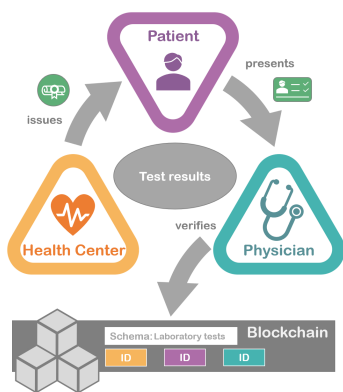 Patient
presents
issues
Test results
Health Center
verifies
Physician
Schema: Laboratory tests
Blockchain
ID
ID
ID